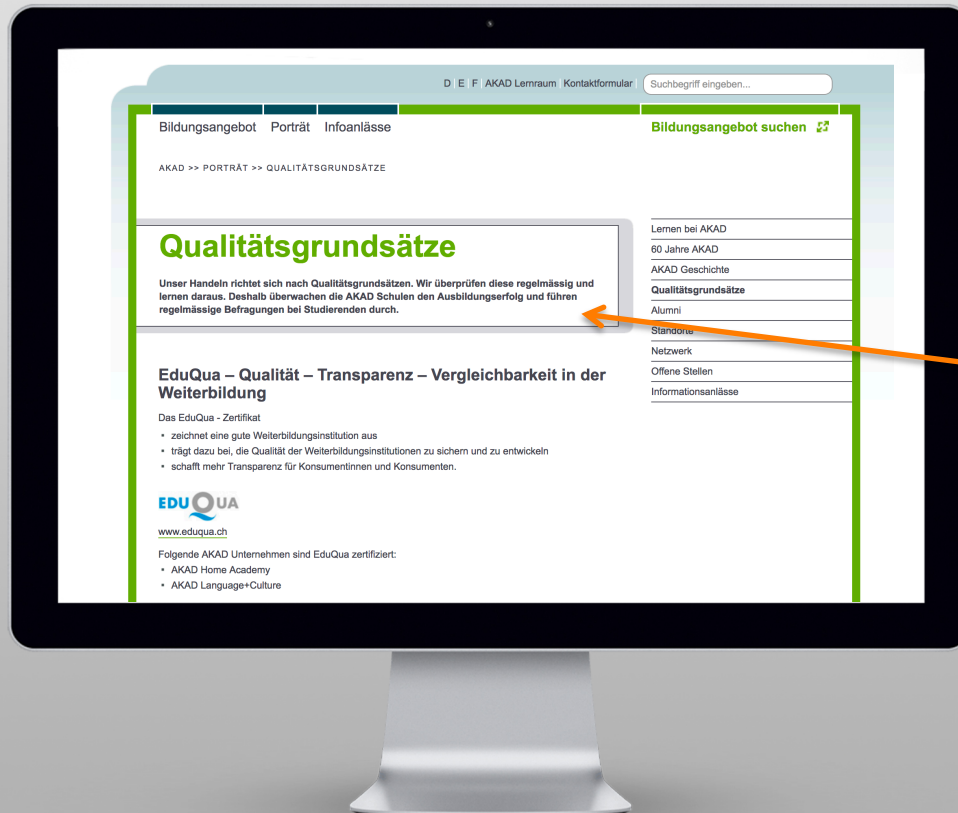 D E F AKAD Lernraum Kontaktformular Suchbegriff eingeben...
Bildungsangebot Porträt Infoanlässe
Bildungsangebot suchen
AKAD >> PORTRÄT >> QUALITÄTSGRUNDSÄTZE
Qualitätsgrundsätze
Unser Handeln richtet sich nach Qualitätsgrundsätzen. Wir überprüfen diese regelmässig und
lernen daraus. Deshalb überwachen die AKAD Schulen den Ausbildungserfolg und führen
regelmässige Befragungen bei Studierenden durch.
EduQua – Qualität – Transparenz – Vergleichbarkeit in der
Weiterbildung
Das EduQua - Zertifikat
• zeichnet eine gute Weiterbildungsinstitution aus
• trägt dazu bei, die Qualität der Weiterbildungsinstitutionen zu sichern und zu entwickeln
• schafft mehr Transparenz für Konsumentinnen und Konsumenten.
EDUQUA
www.eduqua.ch
Folgende AKAD Unternehmen sind EduQua zertifiziert:
• AKAD Home Academy
• AKAD Language+Culture
Lernen bei AKAD
60 Jahre AKAD
AKAD Geschichte
Qualitätsgrundsätze
Alumni
Standorte
Netzwerk
Offene Stellen
Informationsanlässe